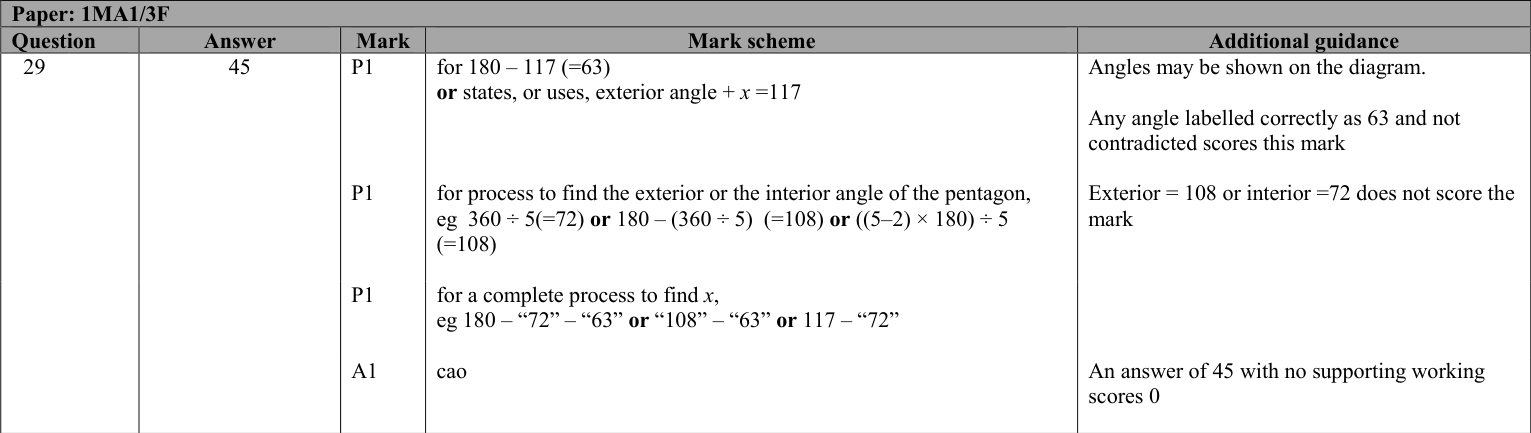 Paper: 1MA1/3F
Question Answer Mark Mark scheme Additional guidance
29 45 P1 for 180 – 117 (=63) Angles may be shown on the diagram.
or states, or uses, exterior angle + x =117
Any angle labelled correctly as 63 and not
contradicted scores this mark
P1 for process to find the exterior or the interior angle of the pentagon, Exterior = 108 or interior =72 does not score the
eg 360 ÷ 5(=72) or 180 – (360 ÷ 5) (=108) or ((5–2) × 180) ÷ 5 mark
(=108)
P1 for a complete process to find x,
eg 180 – “72” – “63” or “108” – “63” or 117 – “72”
A1 cao An answer of 45 with no supporting working
scores 0